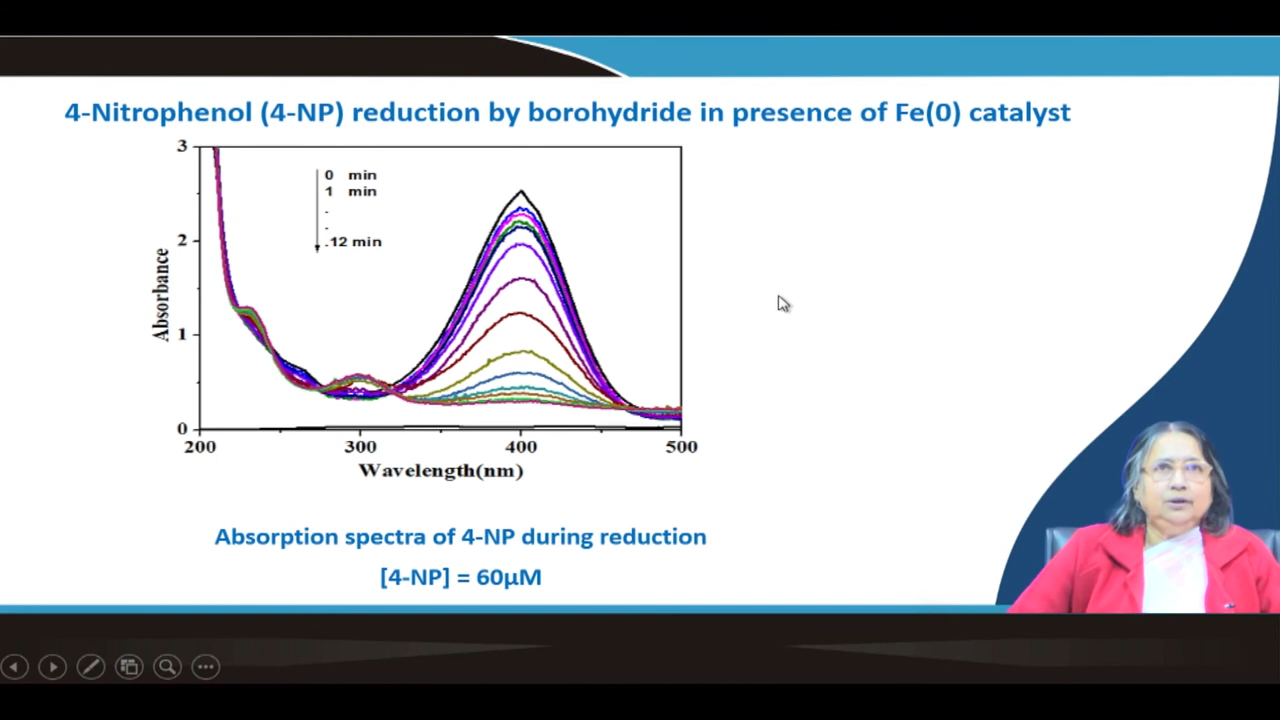 4-Nitrophenol (4-NP) reduction by borohydride in presence of Fe(0) catalyst
3
2
1
0
Absorbance
0 min
1 min
.
.
.12 min
200
300
400
500
Wavelength(nm)
Absorption spectra of 4-NP during reduction
[4-NP] = 60μM